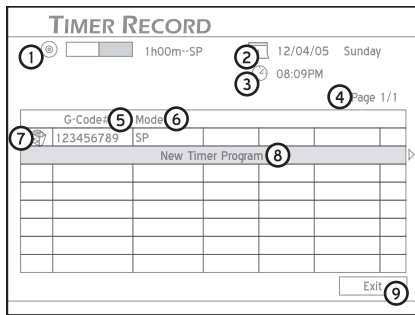 TIMER RECORD
1 1h00m--SP 2 12/04/05 Sunday
3 08:09PM
4 Page 1/1
G-Code# 5 Mode 6
7 123456789 SP
New Timer Program 8
Exit 9